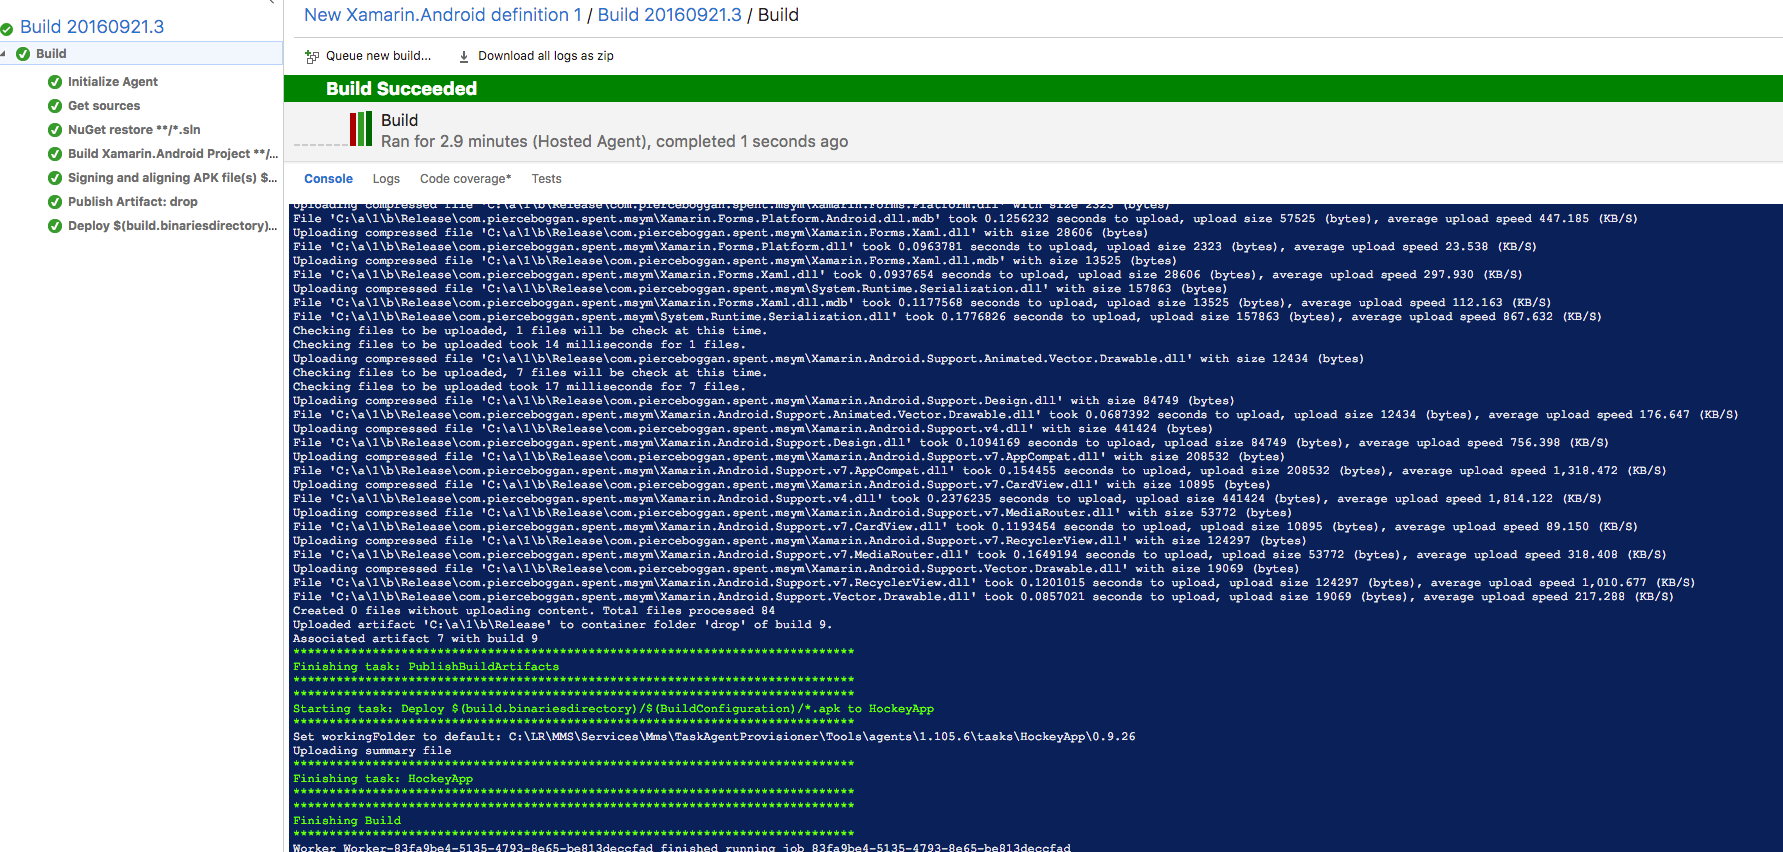 Build 20160921.3
Build
Initialize Agent
Get sources
NuGet restore **/*.sln
Build Xamarin.Android Project **/...
Signing and aligning APK file(s) $...
Publish Artifact: drop
Deploy $(build.binariesdirectory)...
New Xamarin.Android definition 1 / Build 20160921.3 / Build
Queue new build... Download all logs as zip
Build Succeeded
Build
Ran for 2.9 minutes (Hosted Agent), completed 1 seconds ago
Console Logs Code coverage* Tests
Uploading compressed file 'C:\a\1\b\Release\com.pierceboggan.spent.msym\Xamarin.Forms.Platform.dll' with size 2323 (bytes)
File 'C:\a\1\b\Release\com.pierceboggan.spent.msym\Xamarin.Forms.Platform.Android.dll.mdb' took 0.1256232 seconds to upload, upload size 57525 (bytes), average upload speed 447.185 (KB/S)
Uploading compressed file 'C:\a\1\b\Release\com.pierceboggan.spent.msym\Xamarin.Forms.Xaml.dll' with size 28606 (bytes)
File 'C:\a\1\b\Release\com.pierceboggan.spent.msym\Xamarin.Forms.Platform.dll' took 0.0963781 seconds to upload, upload size 2323 (bytes), average upload speed 23.538 (KB/S)
Uploading compressed file 'C:\a\1\b\Release\com.pierceboggan.spent.msym\Xamarin.Forms.Xaml.dll.mdb' with size 13525 (bytes)
File 'C:\a\1\b\Release\com.pierceboggan.spent.msym\Xamarin.Forms.Xaml.dll' took 0.0937654 seconds to upload, upload size 28606 (bytes), average upload speed 297.930 (KB/S)
Uploading compressed file 'C:\a\1\b\Release\com.pierceboggan.spent.msym\System.Runtime.Serialization.dll' with size 157863 (bytes)
File 'C:\a\1\b\Release\com.pierceboggan.spent.msym\Xamarin.Forms.Xaml.dll.mdb' took 0.1177568 seconds to upload, upload size 13525 (bytes), average upload speed 112.163 (KB/S)
File 'C:\a\1\b\Release\com.pierceboggan.spent.msym\System.Runtime.Serialization.dll' took 0.1776826 seconds to upload, upload size 157863 (bytes), average upload speed 867.632 (KB/S)
Checking files to be uploaded, 1 files will be check at this time.
Checking files to be uploaded took 14 milliseconds for 1 files.
Uploading compressed file 'C:\a\1\b\Release\com.pierceboggan.spent.msym\Xamarin.Android.Support.Animated.Vector.Drawable.dll' with size 12434 (bytes)
Checking files to be uploaded, 7 files will be check at this time.
Checking files to be uploaded took 17 milliseconds for 7 files.
Uploading compressed file 'C:\a\1\b\Release\com.pierceboggan.spent.msym\Xamarin.Android.Support.Design.dll' with size 84749 (bytes)
File 'C:\a\1\b\Release\com.pierceboggan.spent.msym\Xamarin.Android.Support.Animated.Vector.Drawable.dll' took 0.0687392 seconds to upload, upload size 12434 (bytes), average upload speed 176.647 (KB/S)
Uploading compressed file 'C:\a\1\b\Release\com.pierceboggan.spent.msym\Xamarin.Android.Support.v4.dll' with size 441424 (bytes)
File 'C:\a\1\b\Release\com.pierceboggan.spent.msym\Xamarin.Android.Support.Design.dll' took 0.1094169 seconds to upload, upload size 84749 (bytes), average upload speed 756.398 (KB/S)
Uploading compressed file 'C:\a\1\b\Release\com.pierceboggan.spent.msym\Xamarin.Android.Support.v7.AppCompat.dll' with size 208532 (bytes)
File 'C:\a\1\b\Release\com.pierceboggan.spent.msym\Xamarin.Android.Support.v7.AppCompat.dll' took 0.154455 seconds to upload, upload size 208532 (bytes), average upload speed 1,318.472 (KB/S)
Uploading compressed file 'C:\a\1\b\Release\com.pierceboggan.spent.msym\Xamarin.Android.Support.v7.CardView.dll' with size 10895 (bytes)
File 'C:\a\1\b\Release\com.pierceboggan.spent.msym\Xamarin.Android.Support.v4.dll' took 0.2376235 seconds to upload, upload size 441424 (bytes), average upload speed 1,814.122 (KB/S)
Uploading compressed file 'C:\a\1\b\Release\com.pierceboggan.spent.msym\Xamarin.Android.Support.v7.MediaRouter.dll' with size 53772 (bytes)
File 'C:\a\1\b\Release\com.pierceboggan.spent.msym\Xamarin.Android.Support.v7.CardView.dll' took 0.1193454 seconds to upload, upload size 10895 (bytes), average upload speed 89.150 (KB/S)
Uploading compressed file 'C:\a\1\b\Release\com.pierceboggan.spent.msym\Xamarin.Android.Support.v7.RecyclerView.dll' with size 124297 (bytes)
File 'C:\a\1\b\Release\com.pierceboggan.spent.msym\Xamarin.Android.Support.v7.MediaRouter.dll' took 0.1649194 seconds to upload, upload size 53772 (bytes), average upload speed 318.408 (KB/S)
Uploading compressed file 'C:\a\1\b\Release\com.pierceboggan.spent.msym\Xamarin.Android.Support.Vector.Drawable.dll' with size 19069 (bytes)
File 'C:\a\1\b\Release\com.pierceboggan.spent.msym\Xamarin.Android.Support.v7.RecyclerView.dll' took 0.1201015 seconds to upload, upload size 124297 (bytes), average upload speed 1,010.677 (KB/S)
File 'C:\a\1\b\Release\com.pierceboggan.spent.msym\Xamarin.Android.Support.Vector.Drawable.dll' took 0.0857021 seconds to upload, upload size 19069 (bytes), average upload speed 217.288 (KB/S)
Created 0 files without uploading content. Total files processed 84
Uploaded artifact 'C:\a\1\b\Release' to container folder 'drop' of build 9.
Associated artifact 7 with build 9
******************************************************************************
Finishing task: PublishBuildArtifacts
******************************************************************************
******************************************************************************
Starting task: Deploy $(build.binariesdirectory)/$(BuildConfiguration)/*.apk to HockeyApp
******************************************************************************
Set workingFolder to default: C:\LR\MMS\Services\Mms\TaskAgentProvisioner\Tools\agents\1.105.6\tasks\HockeyApp\0.9.26
Uploading summary file
******************************************************************************
Finishing task: HockeyApp
******************************************************************************
******************************************************************************
Finishing Build
******************************************************************************
Worker Worker-83fa9be4-5135-4793-8e65-be813deccfad finished running job 83fa9be4-5135-4793-8e65-be813deccfad